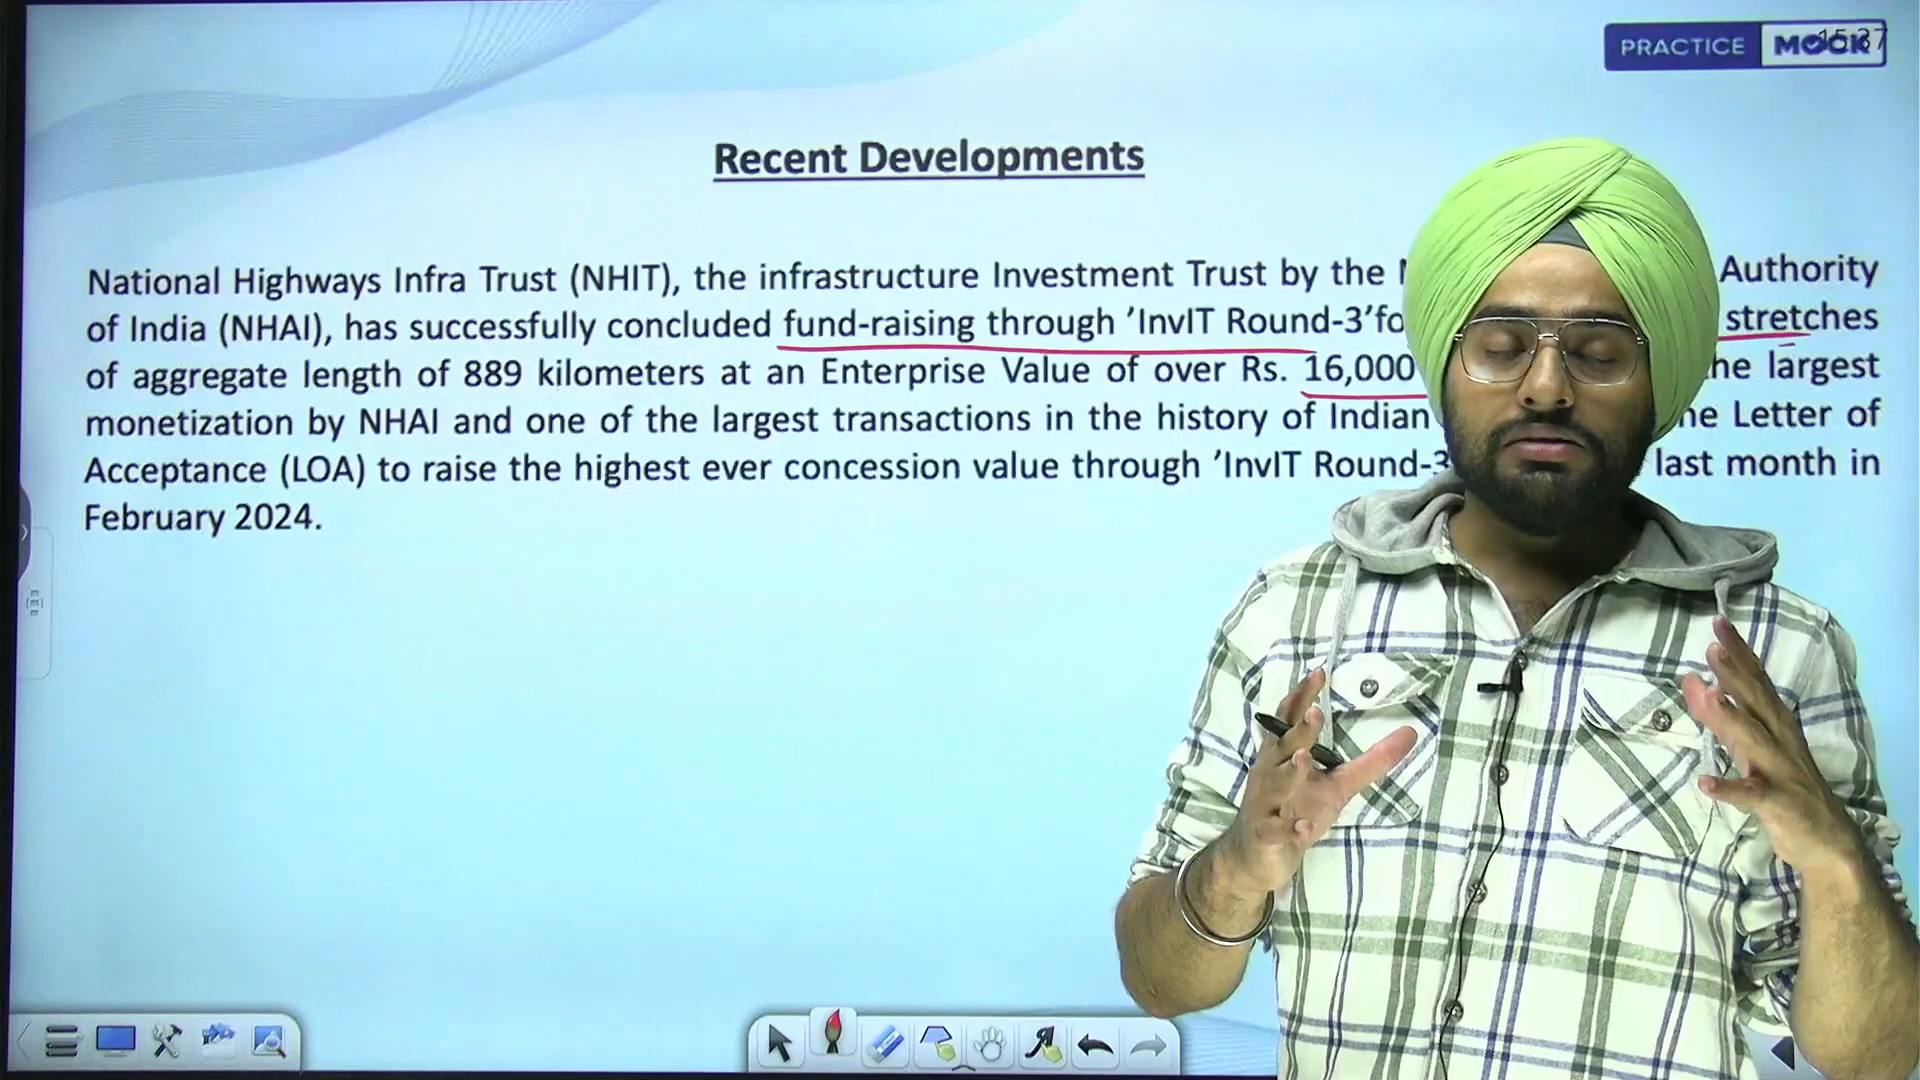 PRACTICE MOCK
Recent Developments
National Highways Infra Trust (NHIT), the infrastructure Investment Trust by the Authority
of India (NHAI), has successfully concluded fund-raising through ’InvIT Round-3’fo stretches
of aggregate length of 889 kilometers at an Enterprise Value of over Rs. 16,000 the largest
monetization by NHAI and one of the largest transactions in the history of Indian Letter of
Acceptance (LOA) to raise the highest ever concession value through ’InvIT Round-3 last month in
February 2024.